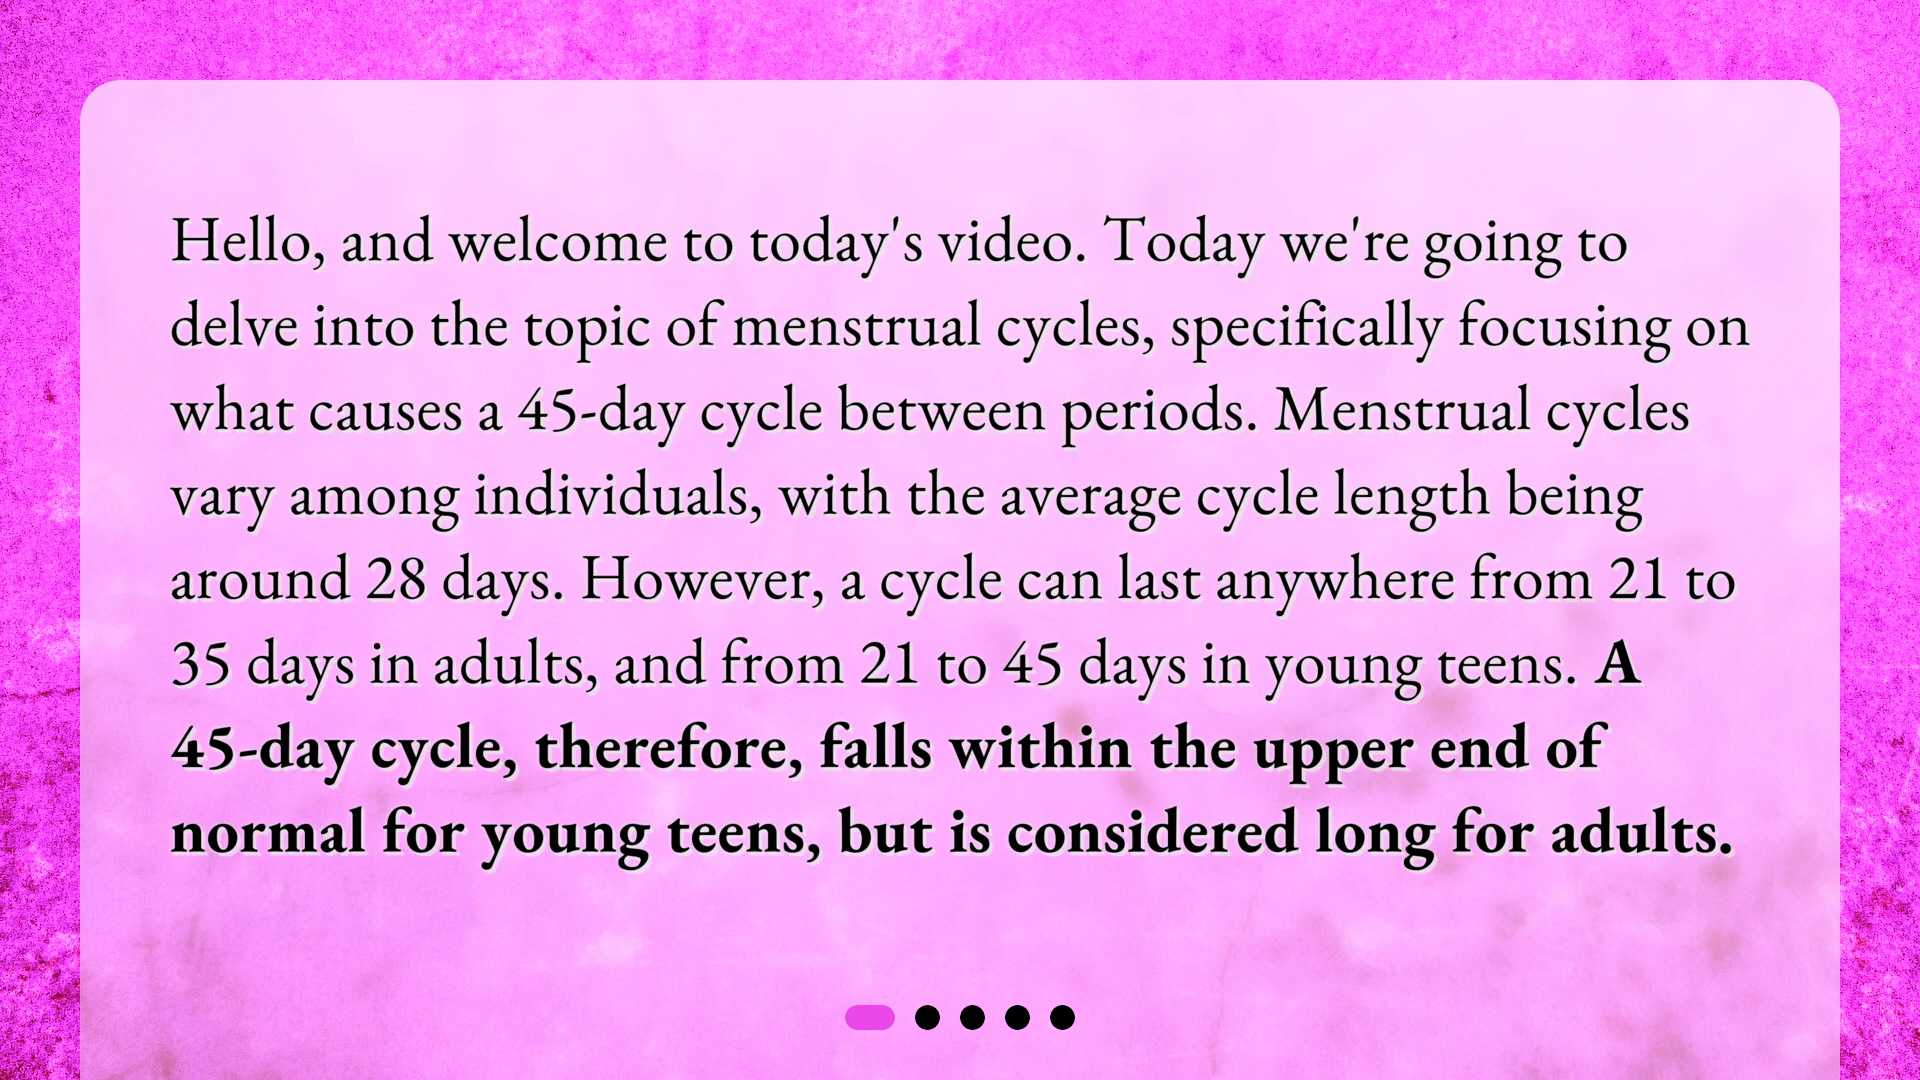 Hello, and welcome to today's video. Today we're going to
delve into the topic of menstrual cycles, specifically focusing on
what causes a 45-day cycle between periods. Menstrual cycles
vary among individuals, with the average cycle length being
around 28 days. However, a cycle can last anywhere from 21 to
35 days in adults, and from 21 to 45 days in young teens. A
45-day cycle, therefore, falls within the upper end of
normal for young teens, but is considered long for adults.